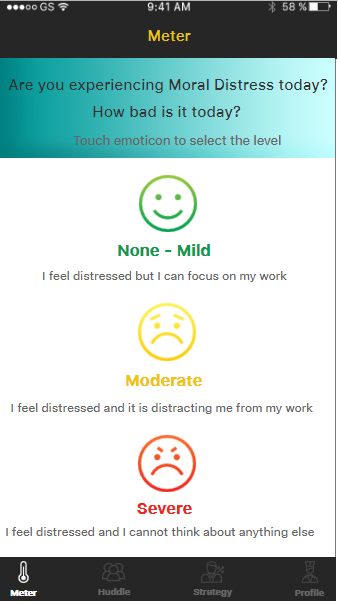 GS 9:41 AM 58 %
Meter
Are you experiencing Moral Distress today?
How bad is it today?
Touch emoticon to select the level
None - Mild
I feel distressed but I can focus on my work
Moderate
I feel distressed and it is distracting me from my work
Severe
I feel distressed and I cannot think about anything else
Meter Huddle Strategy Profile